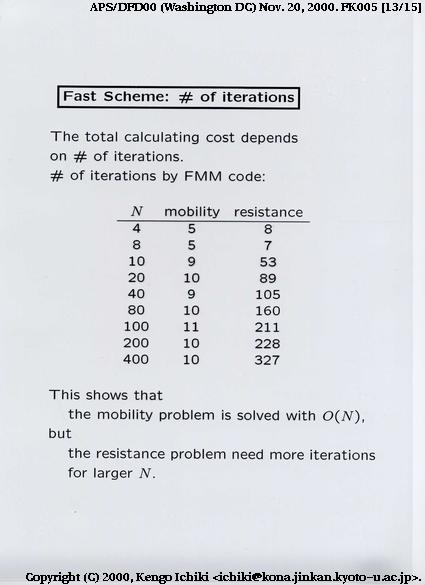 APS/DFD00 (Washington DC) Nov. 20, 2000. FK005 [13/15]
Fast Scheme: # of iterations
The total calculating cost depends
on # of iterations.
# of iterations by FMM code:
N mobility resistance
4 5 8
8 5 7
10 9 53
20 10 89
40 9 105
80 10 160
100 11 211
200 10 228
400 10 327
This shows that
the mobility problem is solved with O(N),
but
the resistance problem need more iterations
for larger N.
Copyright (C) 2000, Kengo Ichiki <ichiki@kona.jinkan.kyoto-u.ac.jp>.